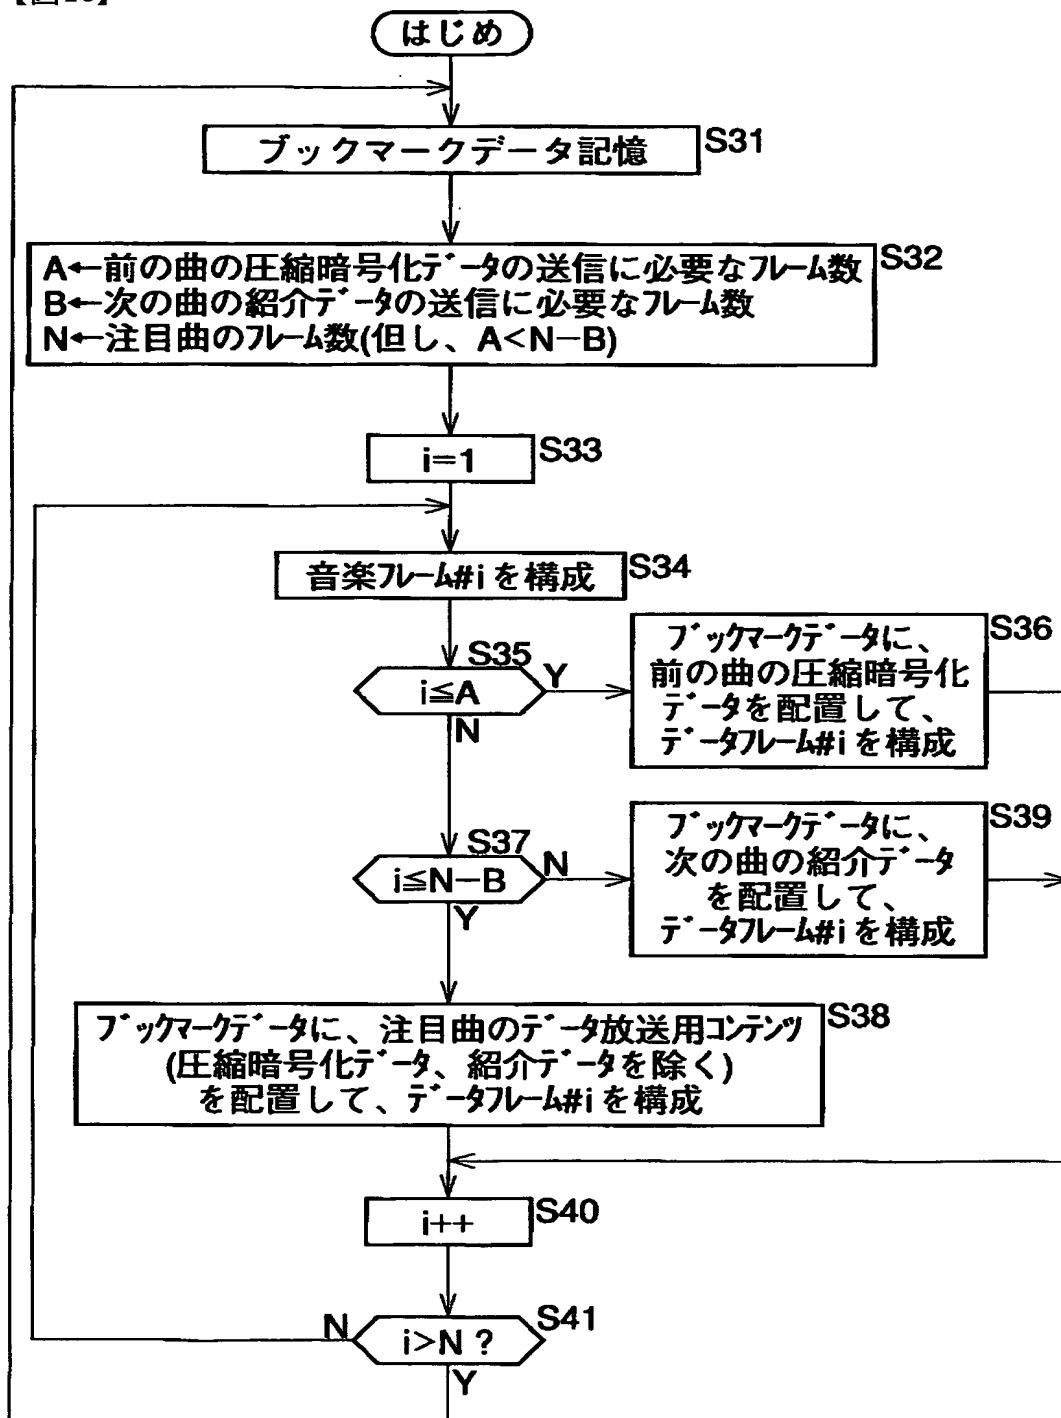 はじめ
ブックマークデータ記憶
S31
A←前の曲の圧縮暗号化ﾃﾞｰﾀの送信に必要なﾌﾚｰﾑ数
S32
B←次の曲の紹介ﾃﾞｰﾀの送信に必要なﾌﾚｰﾑ数
N←注目曲のﾌﾚｰﾑ数(但し、A<N−B)
i=1
S33
音楽ﾌﾚｰﾑ#iを構成
S34
S35
i≦A
Y
N
S36
ﾌﾞｯｸﾏｰｸﾃﾞｰﾀに、
前の曲の圧縮暗号化
ﾃﾞｰﾀを配置して、
ﾃﾞｰﾀﾌﾚｰﾑ#iを構成
S37
i≦N−B
N
Y
S39
ﾌﾞｯｸﾏｰｸﾃﾞｰﾀに、
次の曲の紹介ﾃﾞｰﾀ
を配置して、
ﾃﾞｰﾀﾌﾚｰﾑ#iを構成
ﾌﾞｯｸﾏｰｸﾃﾞｰﾀに、注目曲のﾃﾞｰﾀ放送用ｺﾝﾃﾝﾂ
S38
(圧縮暗号化ﾃﾞｰﾀ、紹介ﾃﾞｰﾀを除く)
を配置して、ﾃﾞｰﾀﾌﾚｰﾑ#iを構成
i++
S40
S41
N
i>N ?
Y